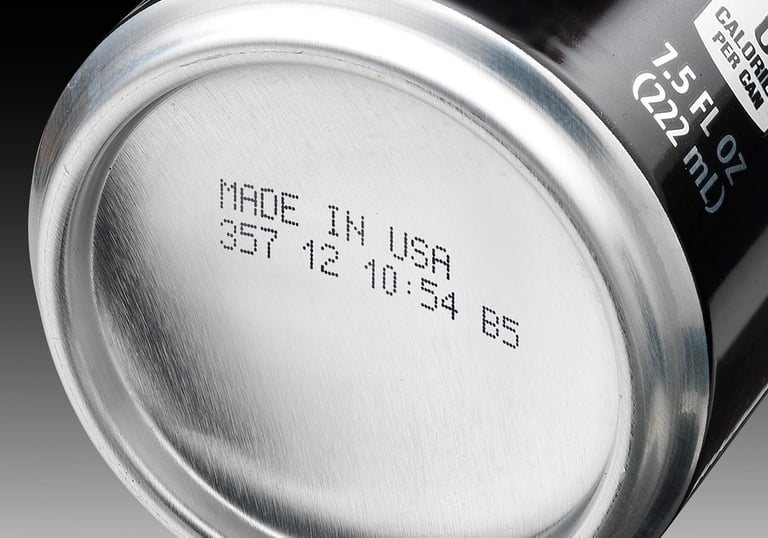 MADE IN USA
357 12 10:54 B5
PER CAN
7.5 FL OZ
(222 mL)